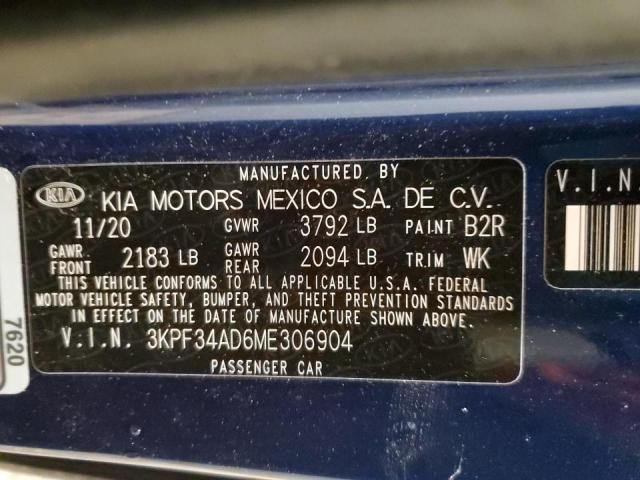 MANUFACTURED BY
KIA KIA MOTORS MEXICO S.A. DE C.V.
11/20 GVWR 3792 LB PAINT B2R
GAWR FRONT 2183 LB GAWR REAR 2094 LB TRIM WK
THIS VEHICLE CONFORMS TO ALL APPLICABLE U.S.A. FEDERAL
MOTOR VEHICLE SAFETY, BUMPER, AND THEFT PREVENTION STANDARDS
IN EFFECT ON THE DATE OF MANUFACTURE SHOWN ABOVE.
V.I.N. 3KPF34AD6ME306904
PASSENGER CAR
V.I.N.
7620